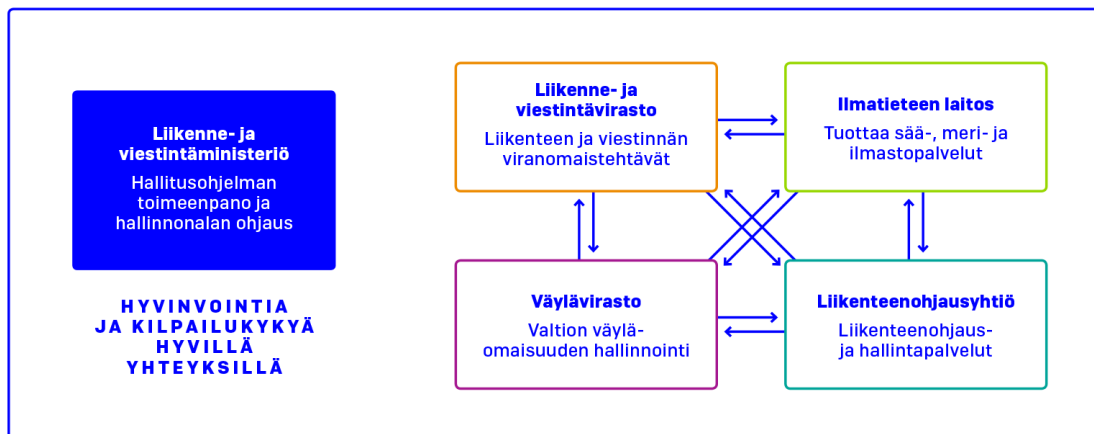 Liikenne- ja
viestintäministeriö
Hallitusohjelman
toimeenpano ja
hallinnonalan ohjaus
HYVINVOINTIA
JA KILPAILUKYKYÄ
HYVILLÄ
YHTEYKSILLÄ
Liikenne- ja
viestintävirasto
Liikenteen ja viestinnän
viranomaistehtävät
Ilmatieteen laitos
Tuottaa sää-, meri- ja
ilmastopalvelut
Väylävirasto
Valtion väylä-
omaisuuden hallinnointi
Liikenteenohjausyhtiö
Liikenteenohjaus-
ja hallintapalvelut